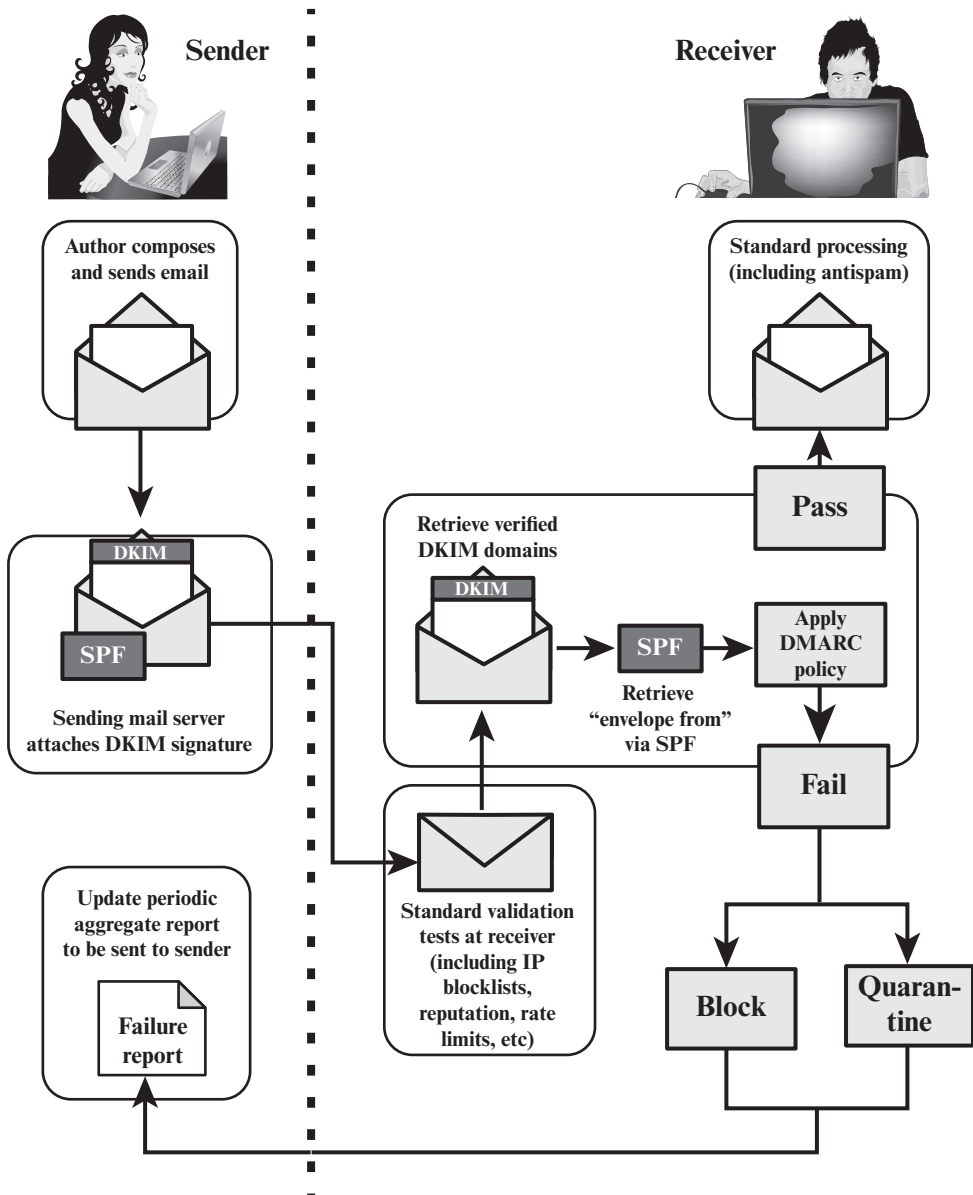 Sender
Receiver
Author composes
and sends email
Standard processing
(including antispam)
Pass
Retrieve verified
DKIM domains
DKIM
DKIM
SPF
Sending mail server
attaches DKIM signature
SPF
Retrieve
“envelope from”
via SPF
Apply
DMARC
policy
Fail
Standard validation
tests at receiver
(including IP
blocklists,
reputation, rate
limits, etc)
Block
Quaran-
tine
Update periodic
aggregate report
to be sent to sender
Failure
report